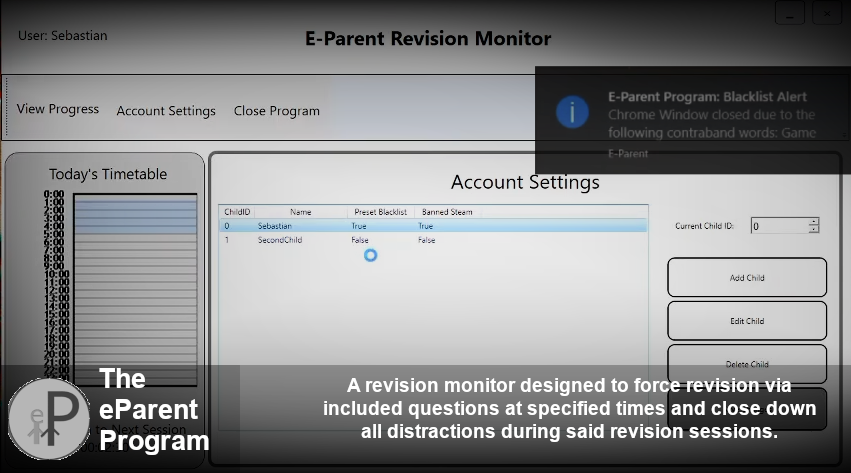 User: Sebastian
E-Parent Revision Monitor
View Progress
Account Settings
Close Program
E-Parent Program: Blacklist Alert
Chrome Window closed due to the
following contraband words: Game
E-Parent
Today's Timetable
0:00
1:00
2:00
3:00
4:00
5:00
6:00
7:00
8:00
9:00
10:00
11:00
12:00
13:00
14:00
15:00
16:00
17:00
18:00
19:00
20:00
21:00
22:00
Account Settings
ChildID Name Preset Blacklist Banned Steam
0 Sebastian True True
1 SecondChild False False
Current Child ID: 0
Add Child
Edit Child
Delete Child
to Next Session
eP
The
eParent
Program
A revision monitor designed to force revision via
included questions at specified times and close down
all distractions during said revision sessions.